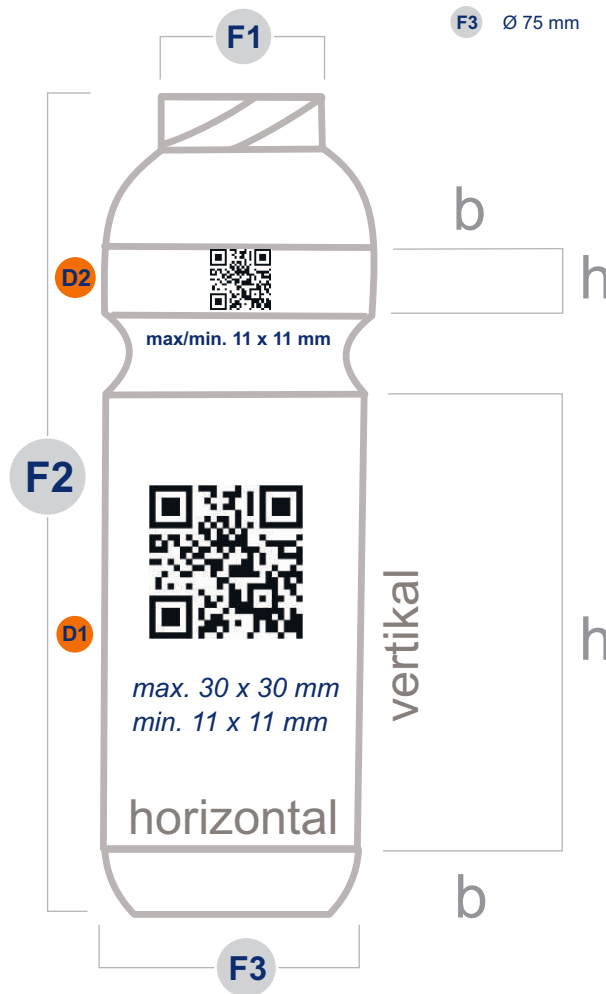 F1
F3 Ø 75 mm
b
D2
h
max/min. 11 x 11 mm
F2
vertikal
D1
h
max. 30 x 30 mm
min. 11 x 11 mm
horizontal
b
F3